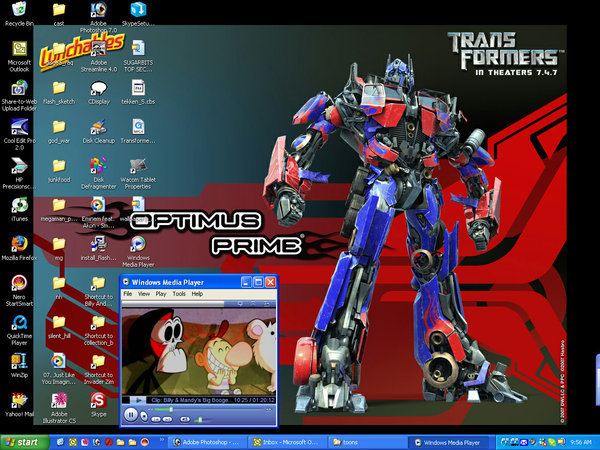 Recycle Bin
cast
Adobe Photoshop 7.0
SkypeSetu...
Microsoft Outlook
Adobe Streamline 4.0
SUGARBITS TOP SEC...
Lunchables
Share-to-Web Upload Folder
flash_sketch
CDisplay
tekken_5.cbs
Cool Edit Pro 2.0
god_war
Disk Cleanup
Transforme...
HP Precisionsc...
junkfood
Disk Defragmenter
Wacom Tablet Properties
iTunes
megaman_p...
Eminem feat. Akon - Sm...
Mozilla Firefox
mg
install_flash...
Windows Media Player
Nero StartSmart
Shortcut to Billy And...
QuickTime Player
silent_hill
Shortcut to collection_b
WinZip
07. Just Like You Imagin...
Shortcut to Invader Zim
Yahoo! Mail
Adobe Illustrator CS
Skype
TRANSFORMERS™
IN THEATERS 7.4.7
OPTIMUS
PRIME®
Windows Media Player
File View Play Tools Help
Clip: Billy & Mandy's Big Booge...
10:25 / 01:20:12
© 2007 DWLLC & PPC ©2007 Hasbro
start
Adobe Photoshop - ...
Inbox - Microsoft O...
toons
Windows Media Player
9:56 AM